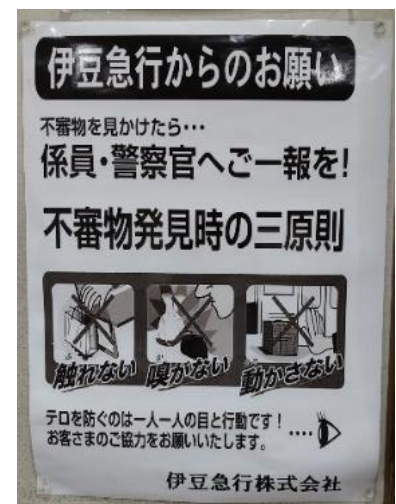 伊豆急行からのお願い
不審物を見かけたら･･･
係員・警察官へご一報を!
不審物発見時の三原則
触れない
嗅がない
動かさない
テロを防ぐのは一人一人の目と行動です！
お客さまのご協力をお願いいたします。 ････
伊豆急行株式会社